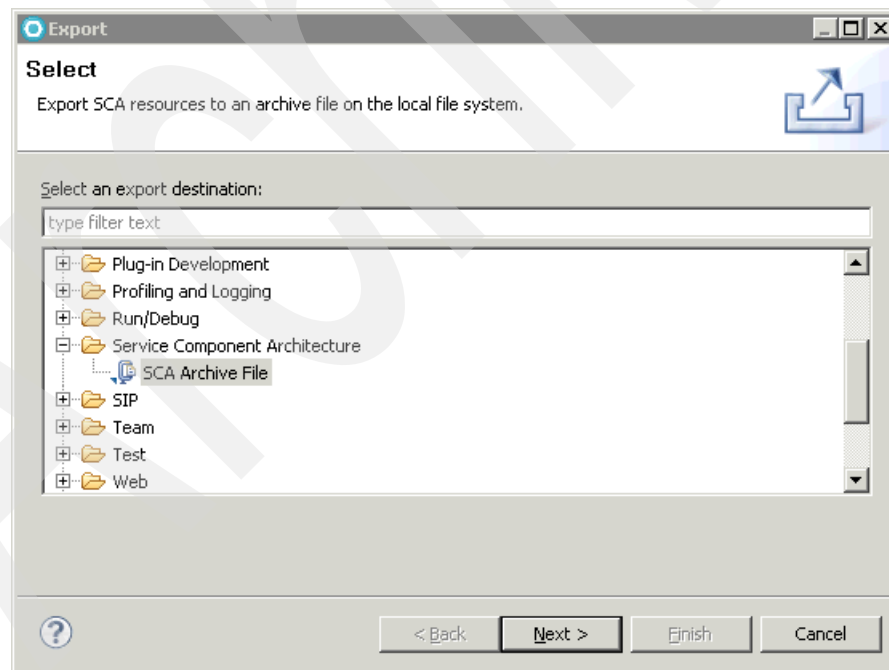 Export
Select
Export SCA resources to an archive file on the local file system.
Select an export destination:
type filter text
Plug-in Development
Profiling and Logging
Run/Debug
Service Component Architecture
SCA Archive File
SIP
Team
Test
Web
?
< Back Next > Finish Cancel